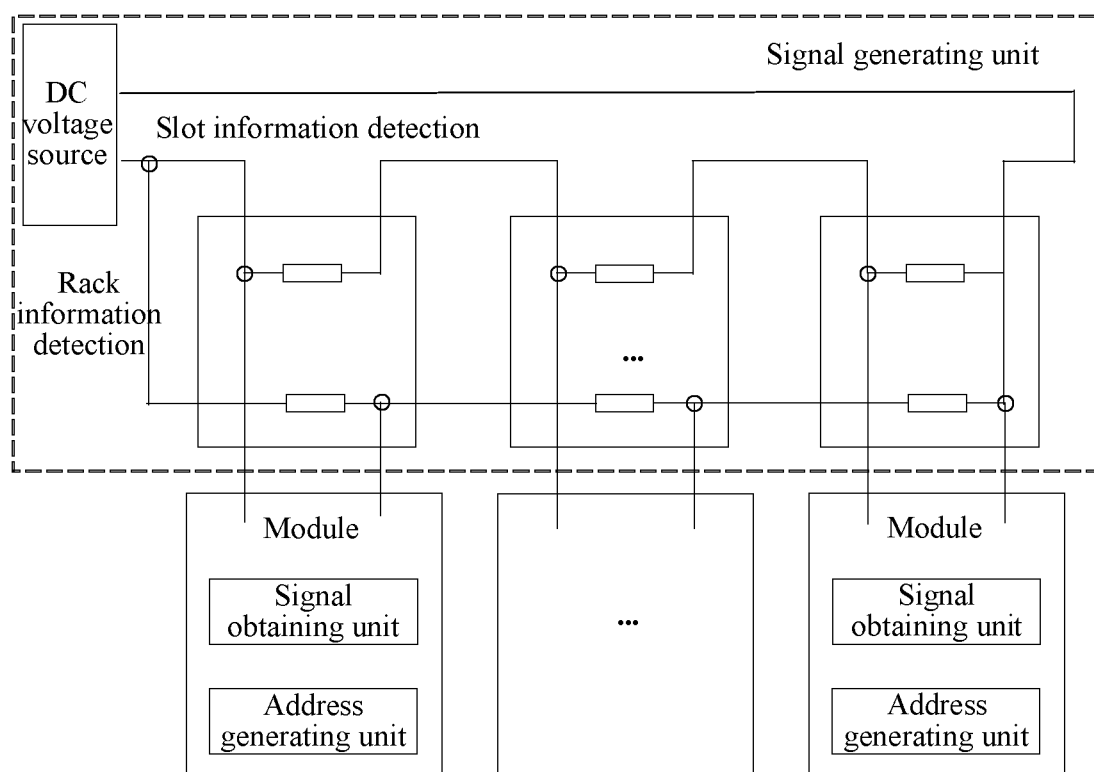 Signal generating unit
DC
voltage
source
Slot information detection
Rack
information
detection
...
Module
Signal
obtaining unit
Address
generating unit
...
Module
Signal
obtaining unit
Address
generating unit